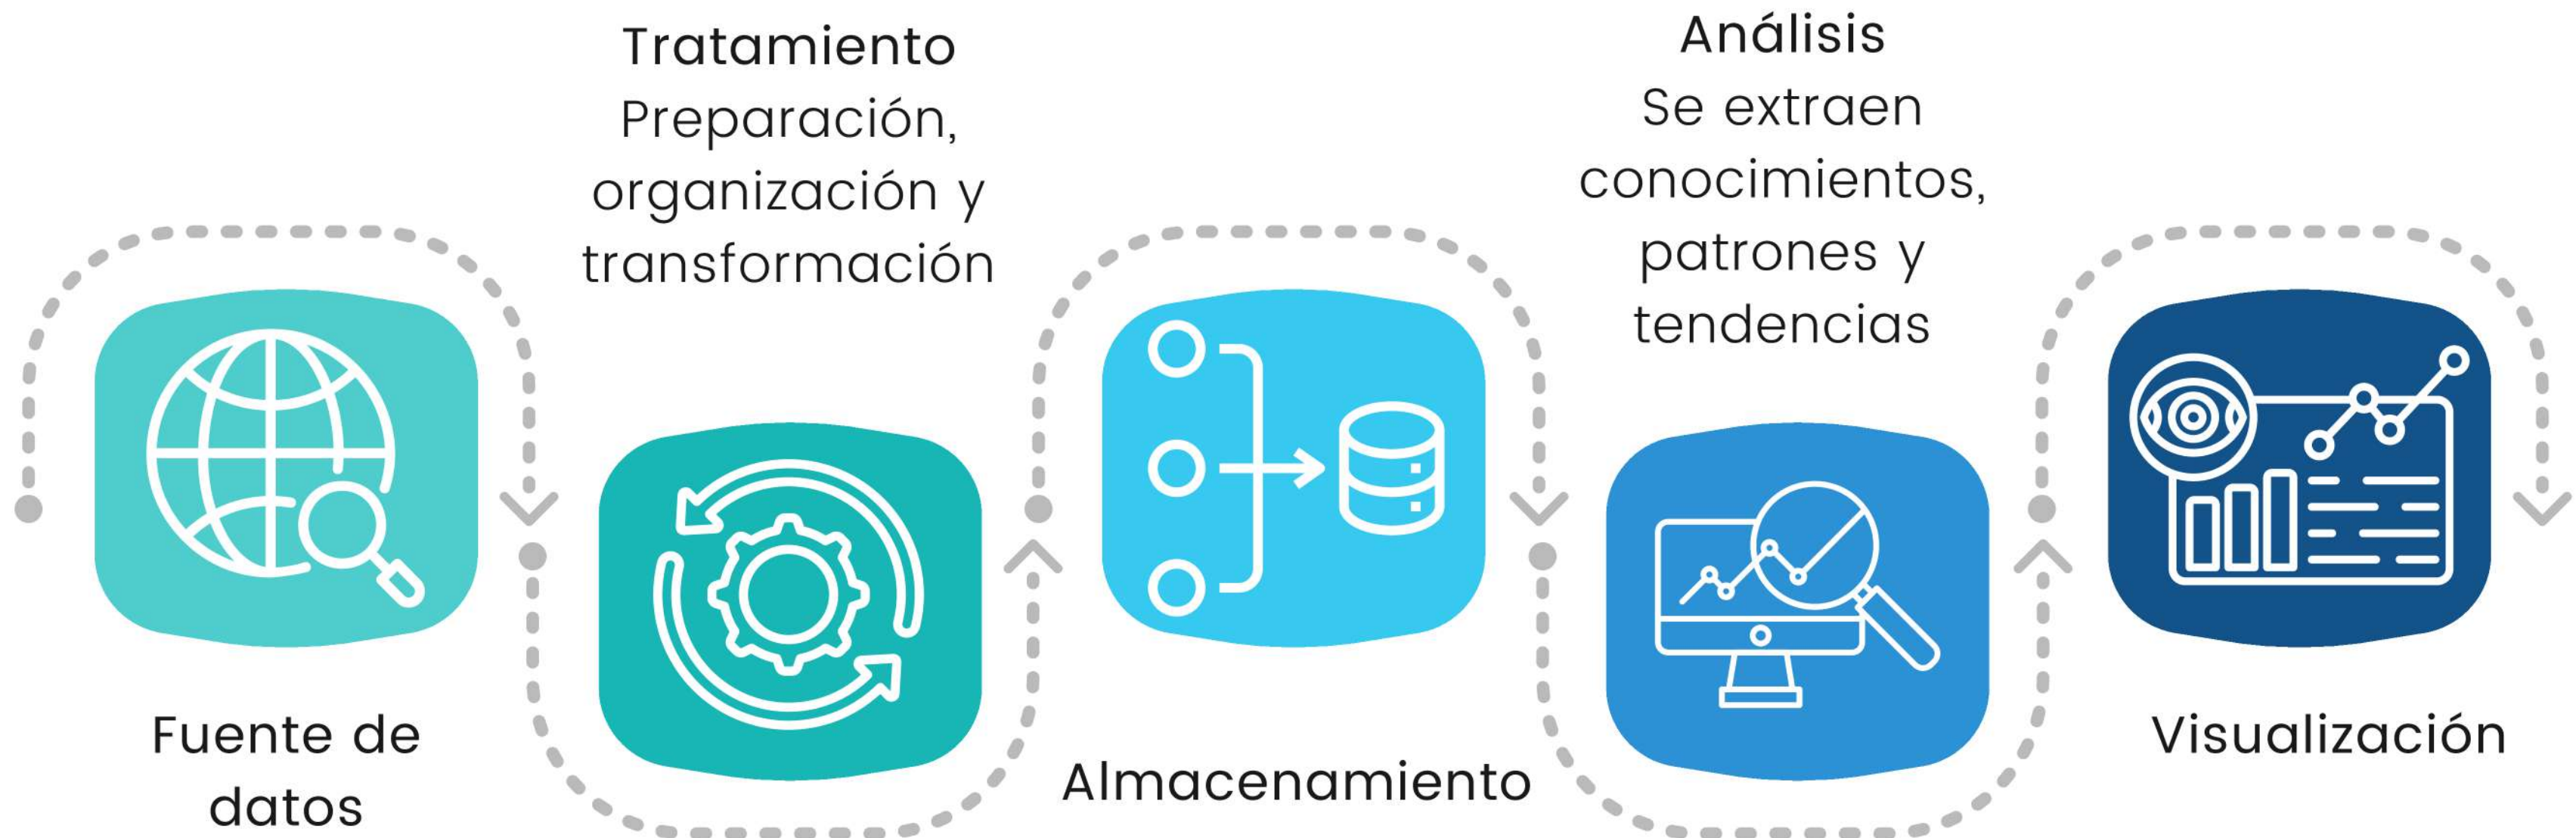 Fuente de
datos
Tratamiento
Preparación,
organización y
transformación
Almacenamiento
Análisis
Se extraen
conocimientos,
patrones y
tendencias
Visualización